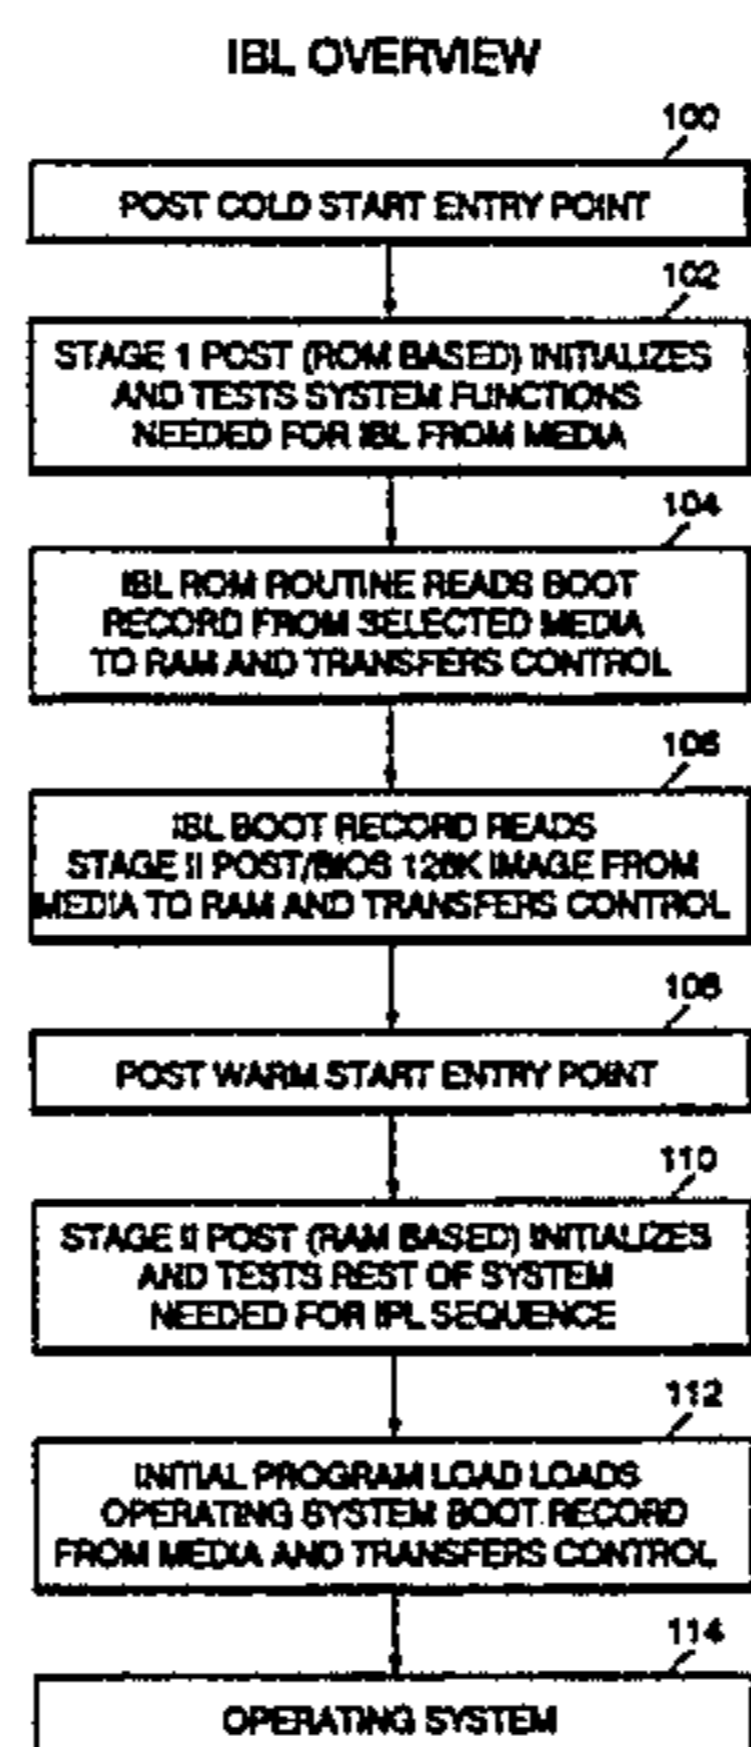 IBL OVERVIEW
100
POST COLD START ENTRY POINT
102
STAGE 1 POST (ROM BASED) INITIALIZES
AND TESTS SYSTEM FUNCTIONS
NEEDED FOR IBL FROM MEDIA
104
IBL ROM ROUTINE READS BOOT
RECORD FROM SELECTED MEDIA
TO RAM AND TRANSFERS CONTROL
106
IBL BOOT RECORD READS
STAGE II POST/BIOS 128K IMAGE FROM
MEDIA TO RAM AND TRANSFERS CONTROL
108
POST WARM START ENTRY POINT
110
STAGE II POST (RAM BASED) INITIALIZES
AND TESTS REST OF SYSTEM
NEEDED FOR IPL SEQUENCE
112
INITIAL PROGRAM LOAD LOADS
OPERATING SYSTEM BOOT RECORD
FROM MEDIA AND TRANSFERS CONTROL
114
OPERATING SYSTEM